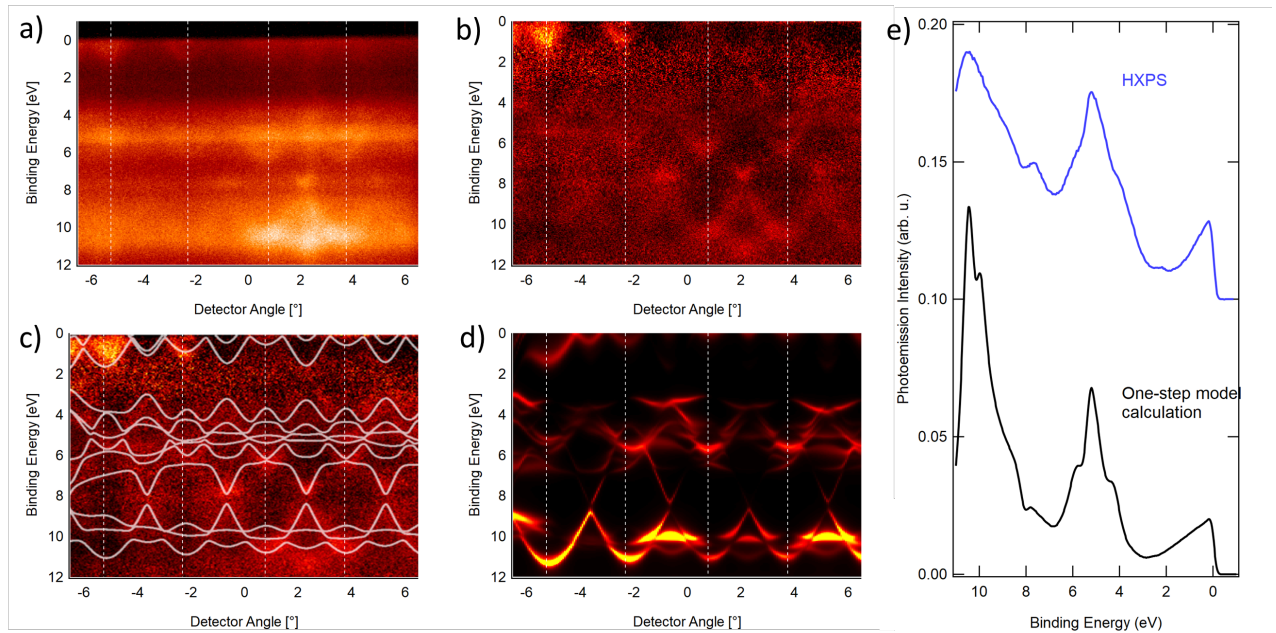 a)
0
2
4
6
8
10
12
Binding Energy [eV]
-6 -4 -2 0 2 4 6
Detector Angle [°]
b)
0
2
4
6
8
10
12
Binding Energy [eV]
-6 -4 -2 0 2 4 6
Detector Angle [°]
c)
0
2
4
6
8
10
12
Binding Energy [eV]
-6 -4 -2 0 2 4 6
Detector Angle [°]
d)
0
2
4
6
8
10
12
Binding Energy [eV]
-6 -4 -2 0 2 4 6
Detector Angle [°]
e)
0.20
0.15
0.10
0.05
0.00
Photoemission Intensity (arb. u.)
HXPS
One-step model
calculation
10 8 6 4 2 0
Binding Energy (eV)